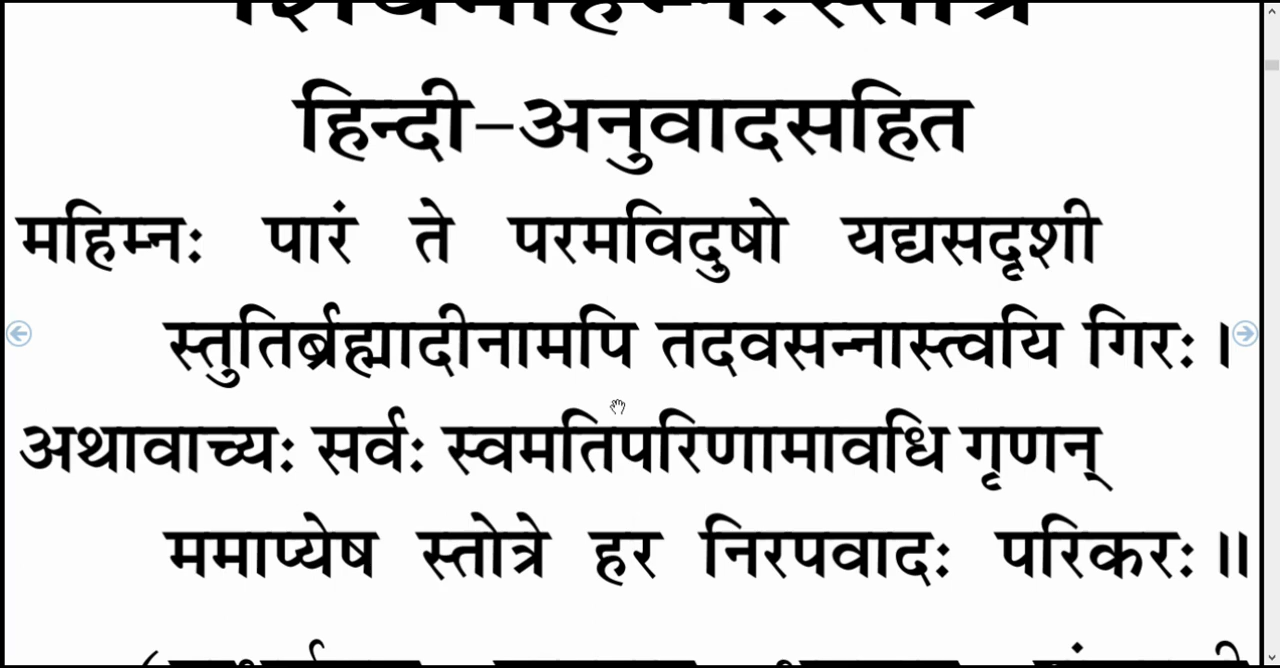 शिवमहिम्नःस्तोत्र
हिन्दी-अनुवादसहित
महिम्नः पारं ते परमविदुषो यद्यसदृशी
स्तुतिर्ब्रह्मादीनामपि तदवसन्नास्त्वयि गिरः।
अथावाच्यः सर्वः स्वमतिपरिणामावधि गृणन्
ममाप्येष स्तोत्रे हर निरपवादः परिकरः॥